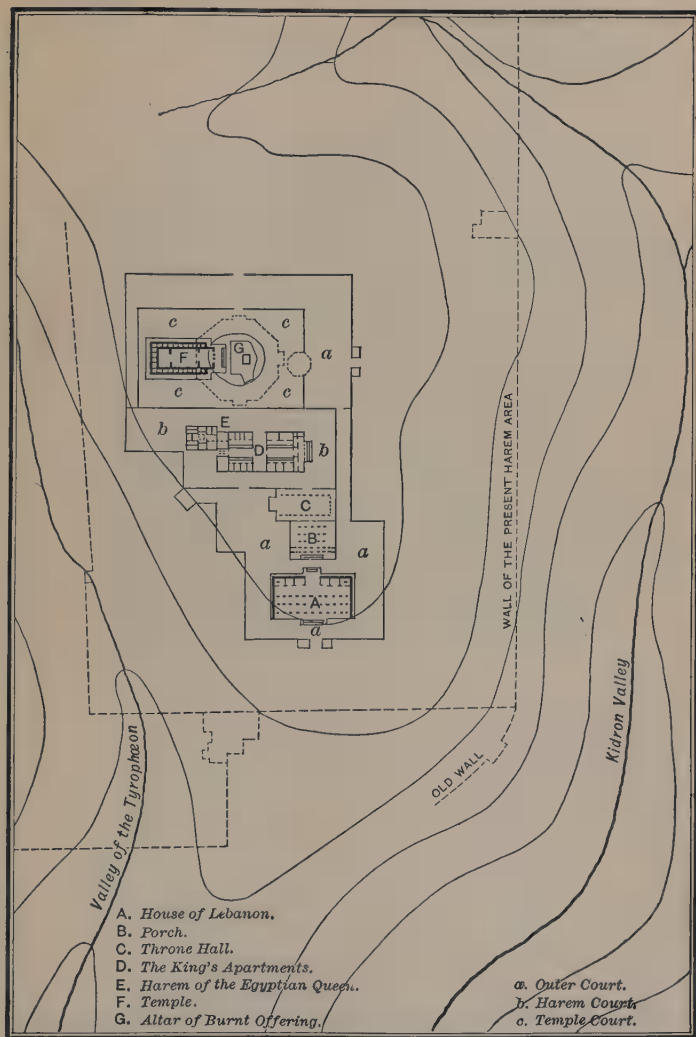 c
c
G
F
a
c
c
b
E
D
b
C
B
a
a
A
a
WALL OF THE PRESENT HAREM AREA
Kidron Valley
OLD WALL
Valley of the Tyrophœon
A. House of Lebanon.
B. Porch.
C. Throne Hall.
D. The King's Apartments.
E. Harem of the Egyptian Queen.
F. Temple.
G. Altar of Burnt Offering.
a. Outer Court.
b. Harem Court.
c. Temple Court.